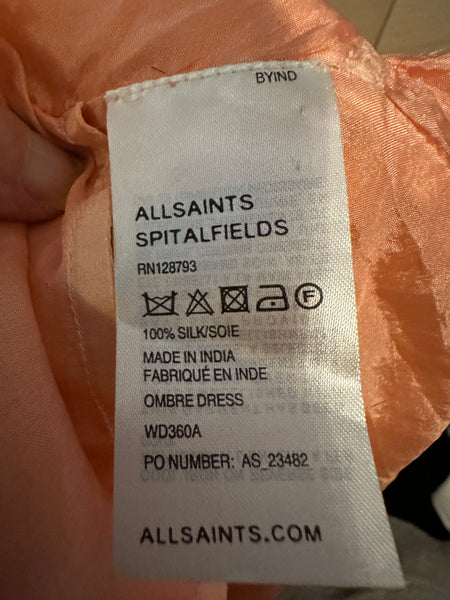 BYIND
ALLSAINTS
SPITALFIELDS
RN128793
F
100% SILK/SOIE
MADE IN INDIA
FABRIQUÉ EN INDE
OMBRE DRESS
WD360A
PO NUMBER: AS_23482
ALLSAINTS.COM